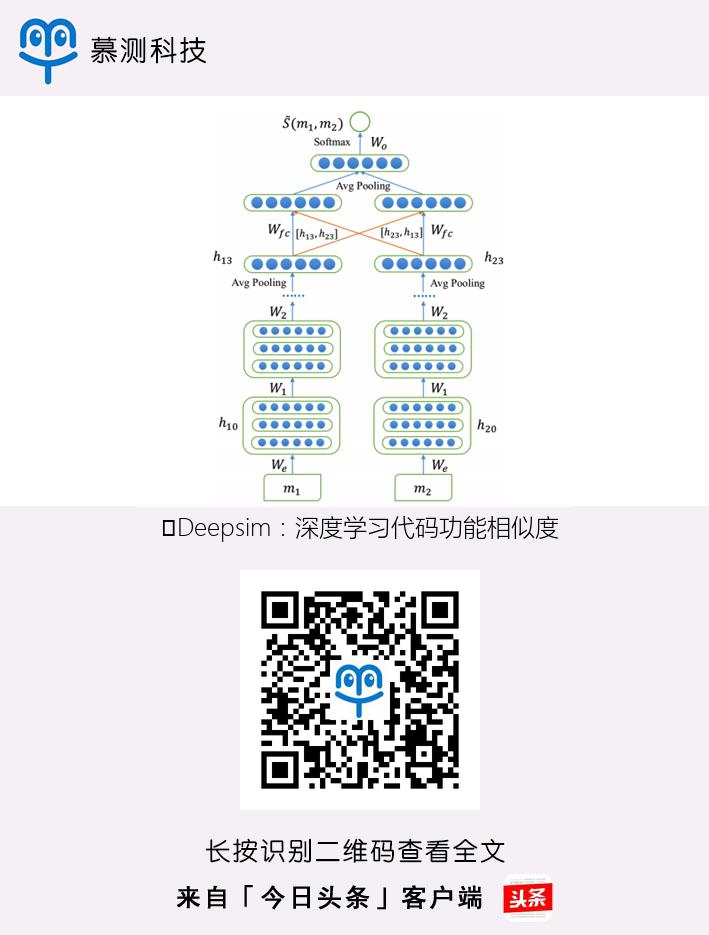 慕测科技
S̃(m₁,m₂)
Softmax Wₒ
Avg Pooling
W_fc [h₁₃,h₂₃] [h₂₃,h₁₃] W_fc
h₁₃ h₂₃
Avg Pooling Avg Pooling
...... ......
W₂ W₂
W₁ W₁
h₁₀ h₂₀
Wₑ Wₑ
m₁ m₂
▯Deepsim：深度学习代码功能相似度
长按识别二维码查看全文
来自「今日头条」客户端 头条